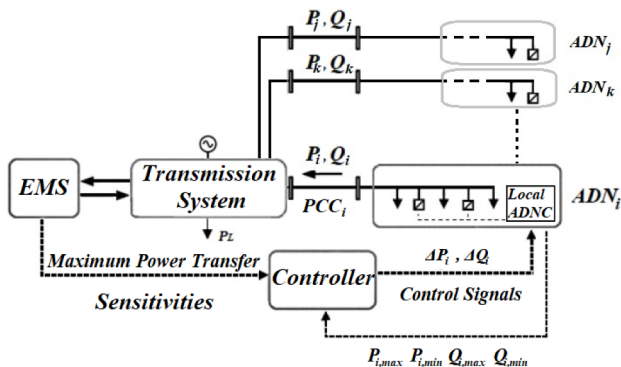 P_j, Q_j
ADN_j
P_k, Q_k
ADN_k
P_i, Q_i
EMS
Transmission System
PCC_i
Local ADNC
ADN_i
P_L
Maximum Power Transfer
Sensitivities
Controller
ΔP_i , ΔQ_i
Control Signals
P_i,max P_i,min Q_i,max Q_i,min